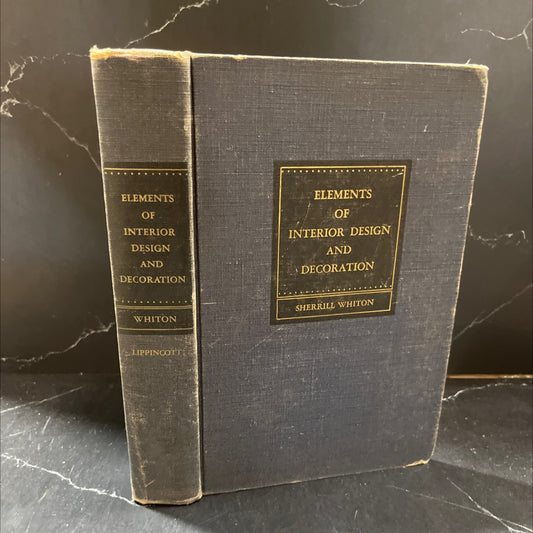 ELEMENTS
OF
INTERIOR
DESIGN
AND
DECORATION
WHITON
LIPPINCOTT
ELEMENTS
OF
INTERIOR DESIGN
AND
DECORATION
SHERRILL WHITON